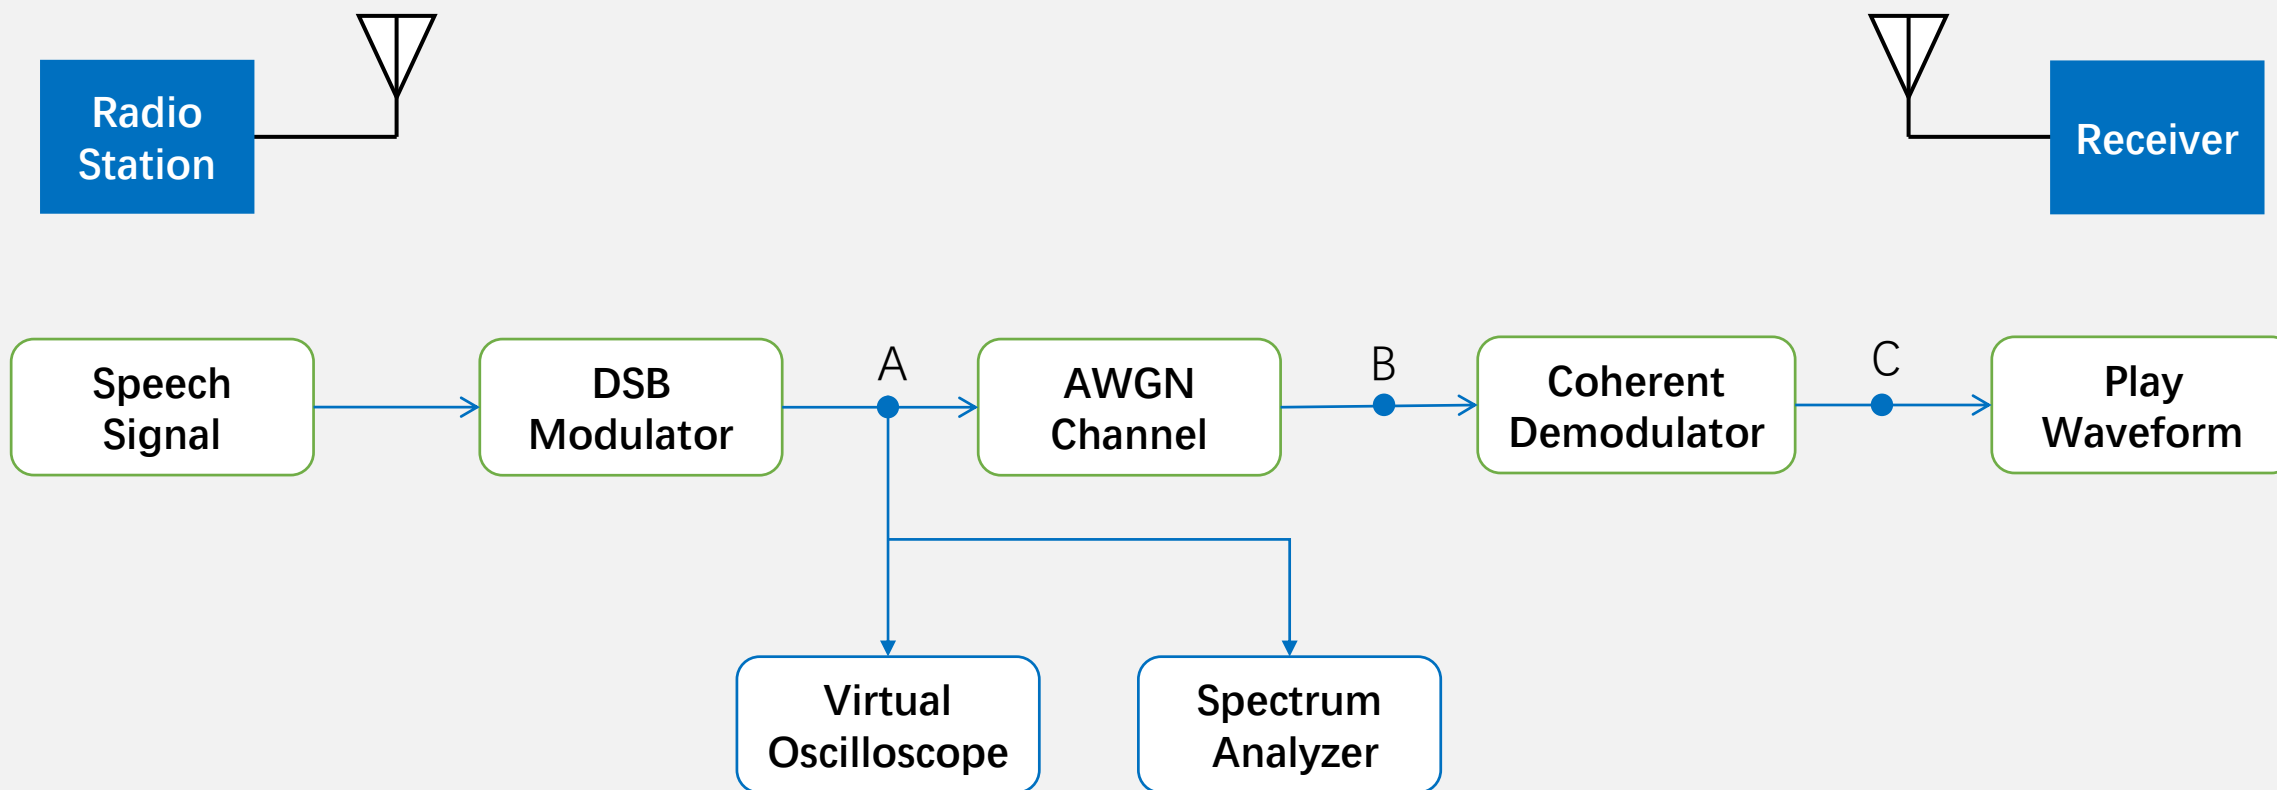 Radio
Station
Receiver
Speech
Signal
DSB
Modulator
A
AWGN
Channel
B
Coherent
Demodulator
C
Play
Waveform
Virtual
Oscilloscope
Spectrum
Analyzer